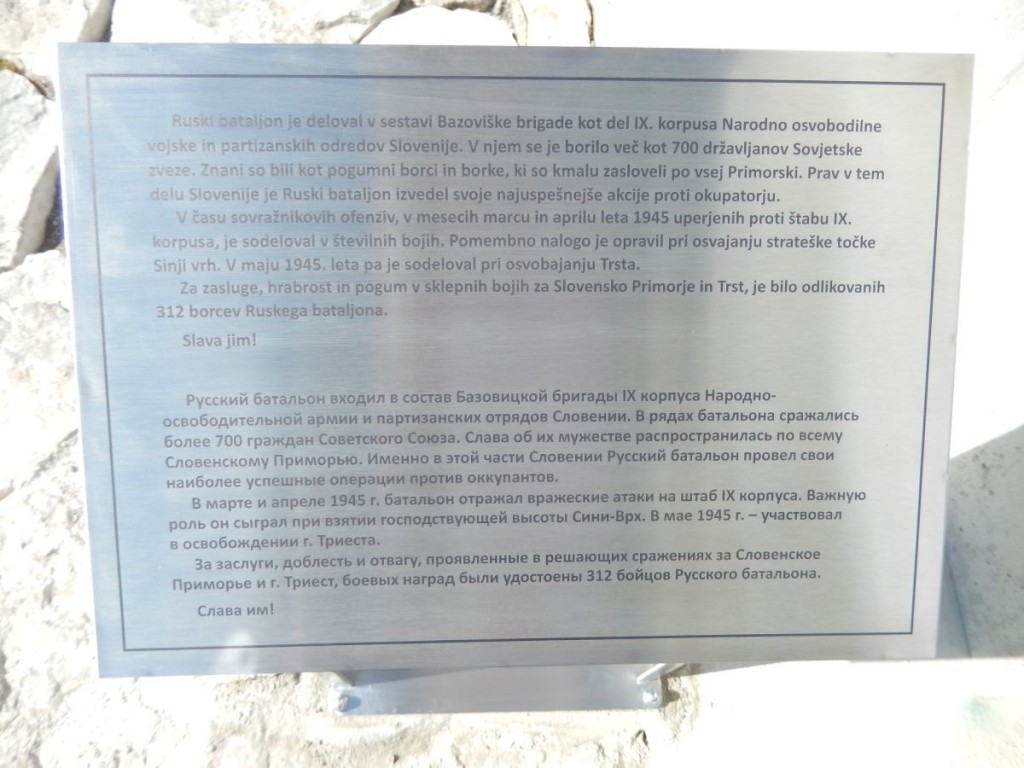 Ruski bataljon je deloval v sestavi Bazoviške brigade kot del IX. korpusa Narodno osvobodilne
vojske in partizanskih odredov Slovenije. V njem se je borilo več kot 700 državljanov Sovjetske
zveze. Znani so bili kot pogumni borci in borke, ki so kmalu zasloveli po vsej Primorski. Prav v tem
delu Slovenije je Ruski bataljon izvedel svoje najuspešnejše akcije proti okupatorju.
V času sovražnikovih ofenziv, v mesecih marcu in aprilu leta 1945 uperjenih proti štabu IX.
korpusa, je sodeloval v številnih bojih. Pomembno nalogo je opravil pri osvajanju strateške točke
Sinji vrh. V maju 1945. leta pa je sodeloval pri osvobajanju Trsta.
Za zasluge, hrabrost in pogum v sklepnih bojih za Slovensko Primorje in Trst, je bilo odlikovanih
312 borcev Ruskega bataljona.
Slava jim!
Русский батальон входил в состав Базовицкой бригады IX корпуса Народно-
освободительной армии и партизанских отрядов Словении. В рядах батальона сражались
более 700 граждан Советского Союза. Слава об их мужестве распространилась по всему
Словенскому Приморью. Именно в этой части Словении Русский батальон провел свои
наиболее успешные операции против оккупантов.
В марте и апреле 1945 г. батальон отражал вражеские атаки на штаб IX корпуса. Важную
роль он сыграл при взятии господствующей высоты Сини-Врх. В мае 1945 г. – участвовал
в освобождении г. Триеста.
За заслуги, доблесть и отвагу, проявленные в решающих сражениях за Словенское
Приморье и г. Триест, боевых наград были удостоены 312 бойцов Русского батальона.
Слава им!